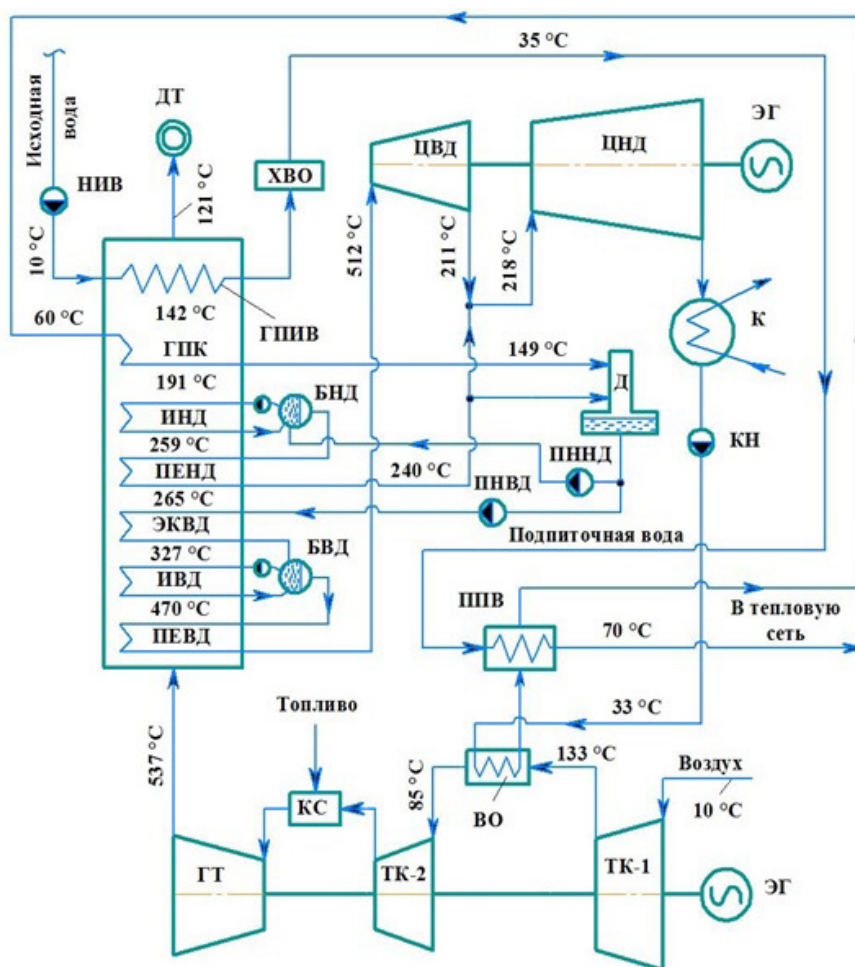 35 °C
Исходная
вода
ДТ
ЭГ
ЦВД
ЦНД
ХВО
НИВ
121 °C
10 °C
512 °C
211 °C
218 °C
60 °C
142 °C
ГПИВ
К
ГПК
149 °C
191 °C
БНД
Д
ИНД
259 °C
КН
ПЕНД
240 °C
ПННД
265 °C
ПНВД
ЭКВД
Подпиточная вода
327 °C
БВД
ИВД
ППВ
470 °C
В тепловую
сеть
70 °C
ПЕВД
Топливо
33 °C
537 °C
133 °C
Воздух
85 °C
КС
ВО
10 °C
ГТ
ТК-2
ТК-1
ЭГ